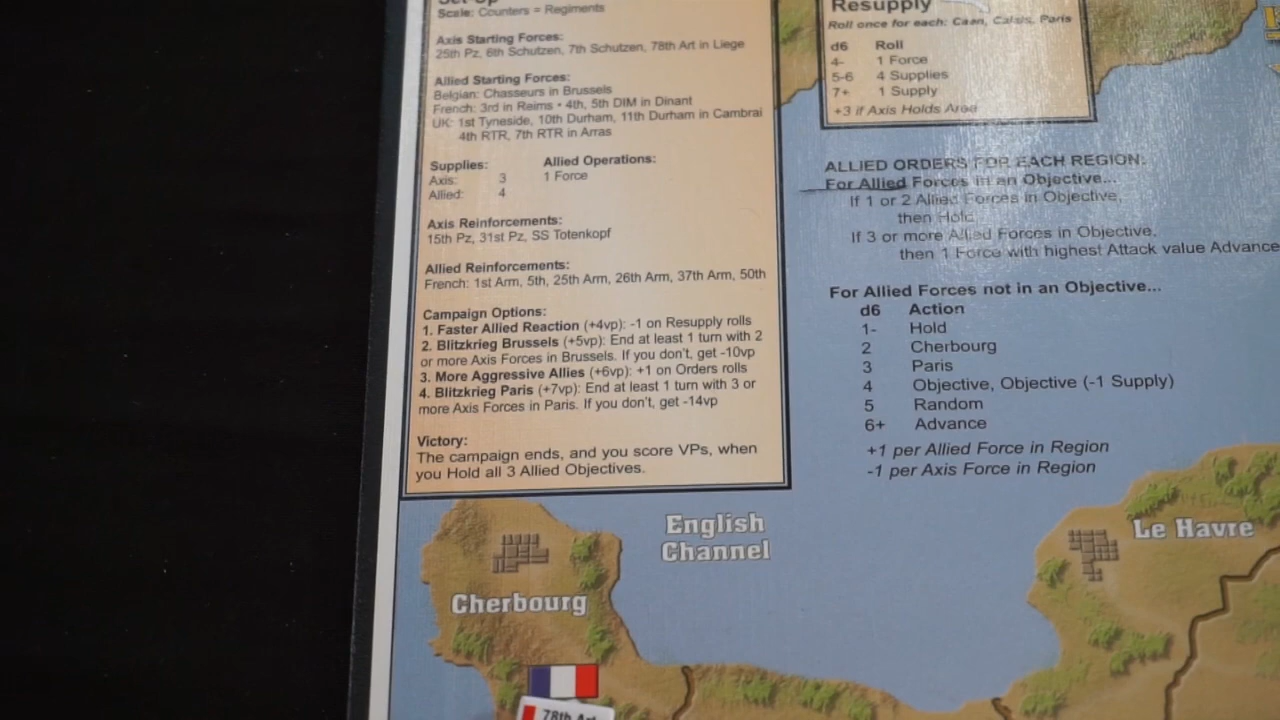 Set-Up
Scale: Counters = Regiments
Axis Starting Forces:
25th Pz, 6th Schutzen, 7th Schutzen, 78th Art in Liege
Allied Starting Forces:
Belgian: Chasseurs in Brussels
French: 3rd in Reims • 4th, 5th DIM in Dinant
UK: 1st Tyneside, 10th Durham, 11th Durham in Cambrai
4th RTR, 7th RTR in Arras
Supplies:
Axis: 3
Allied: 4
Allied Operations:
1 Force
Axis Reinforcements:
15th Pz, 31st Pz, SS Totenkopf
Allied Reinforcements:
French: 1st Arm, 5th, 25th Arm, 26th Arm, 37th Arm, 50th
Campaign Options:
1. Faster Allied Reaction (+4vp): -1 on Resupply rolls
2. Blitzkrieg Brussels (+5vp): End at least 1 turn with 2
or more Axis Forces in Brussels. If you don't, get -10vp
3. More Aggressive Allies (+6vp): +1 on Orders rolls
4. Blitzkrieg Paris (+7vp): End at least 1 turn with 3 or
more Axis Forces in Paris. If you don't, get -14vp
Victory:
The campaign ends, and you score VPs, when
you Hold all 3 Allied Objectives.
Resupply
Roll once for each: Caen, Calais, Paris
d6 Roll
4- 1 Force
5-6 4 Supplies
7+ 1 Supply
+3 if Axis Holds Area
ALLIED ORDERS FOR EACH REGION:
For Allied Forces in an Objective...
If 1 or 2 Allied Forces in Objective,
then Hold
If 3 or more Allied Forces in Objective,
then 1 Force with highest Attack value Advance
For Allied Forces not in an Objective...
d6 Action
1- Hold
2 Cherbourg
3 Paris
4 Objective, Objective (-1 Supply)
5 Random
6+ Advance
+1 per Allied Force in Region
-1 per Axis Force in Region
English
Channel
Le Havre
Cherbourg
78th Art